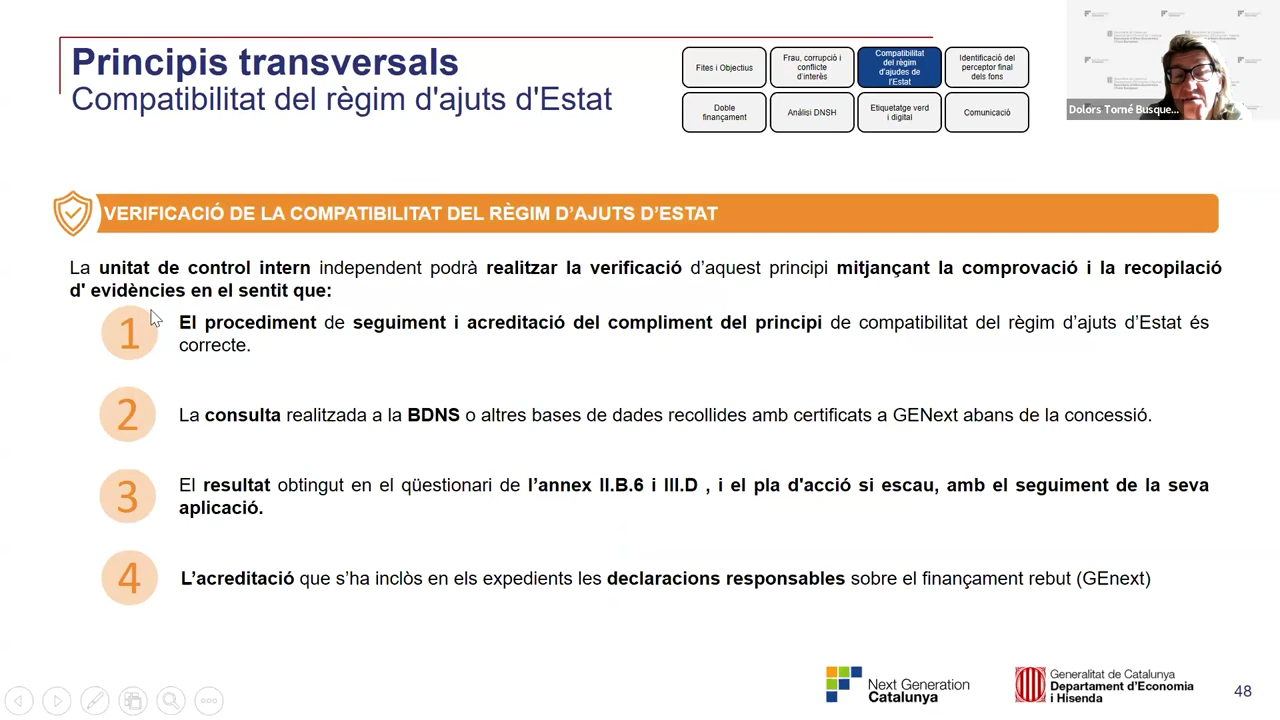 Principis transversals
Compatibilitat del règim d'ajuts d'Estat
Fites i Objectius
Frau, corrupció i
conflicte
d'interès
Compatibilitat
del règim
d'ajudes de
l'Estat
Identificació del
perceptor final
dels fons
Doble
finançament
Anàlisi DNSH
Etiquetatge verd
i digital
Comunicació
Dolors Torné Busque...
VERIFICACIÓ DE LA COMPATIBILITAT DEL RÈGIM D'AJUTS D'ESTAT
La unitat de control intern independent podrà realitzar la verificació d'aquest principi mitjançant la comprovació i la recopilació
d' evidències en el sentit que:
1
El procediment de seguiment i acreditació del compliment del principi de compatibilitat del règim d'ajuts d'Estat és
correcte.
2
La consulta realitzada a la BDNS o altres bases de dades recollides amb certificats a GENext abans de la concessió.
3
El resultat obtingut en el qüestionari de l'annex II.B.6 i III.D , i el pla d'acció si escau, amb el seguiment de la seva
aplicació.
4
L'acreditació que s'ha inclòs en els expedients les declaracions responsables sobre el finançament rebut (GEnext)
Next Generation
Catalunya
Generalitat de Catalunya
Departament d'Economia
i Hisenda
48